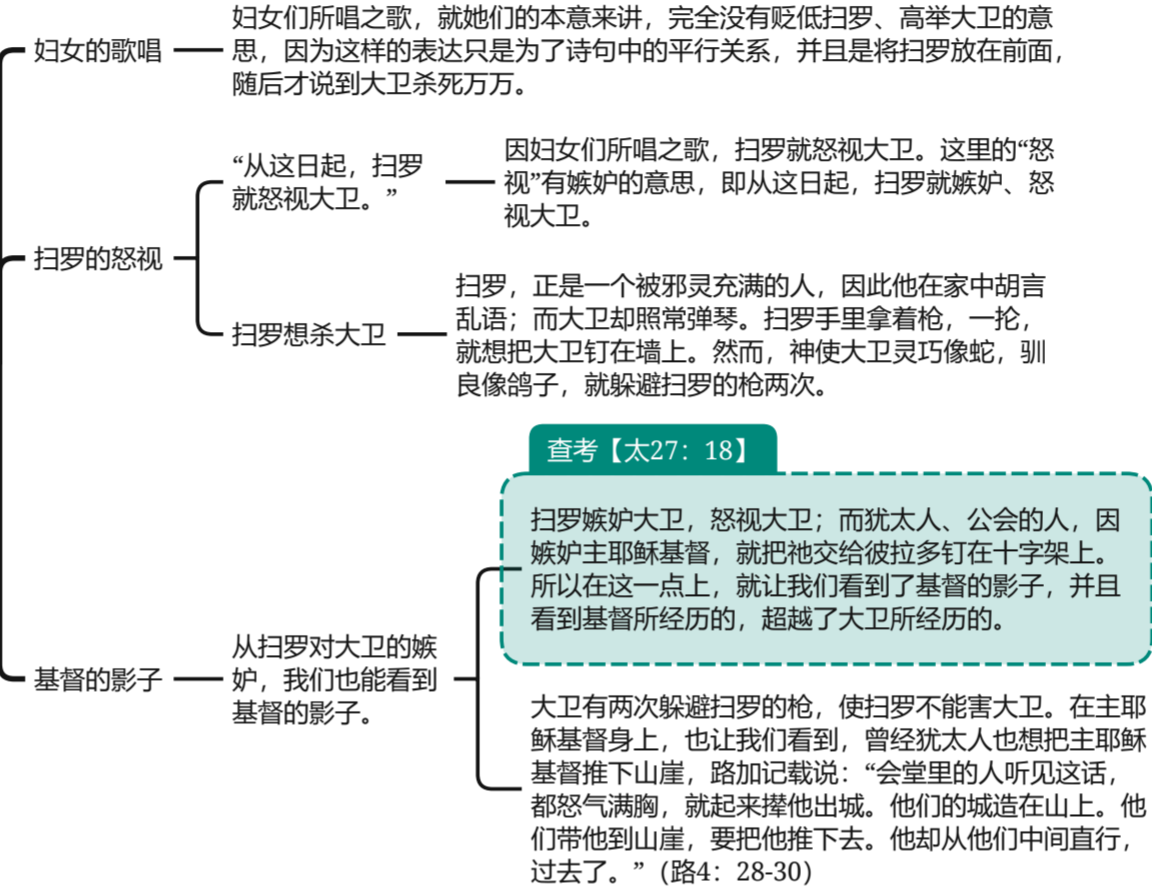 妇女的歌唱
妇女们所唱之歌，就她们的本意来讲，完全没有贬低扫罗、高举大卫的意
思，因为这样的表达只是为了诗句中的平行关系，并且是将扫罗放在前面，
随后才说到大卫杀死万万。
扫罗的怒视
“从这日起，扫罗
就怒视大卫。”
因妇女们所唱之歌，扫罗就怒视大卫。这里的“怒
视”有嫉妒的意思，即从这日起，扫罗就嫉妒、怒
视大卫。
扫罗想杀大卫
扫罗，正是一个被邪灵充满的人，因此他在家中胡言
乱语；而大卫却照常弹琴。扫罗手里拿着枪，一抡，
就想把大卫钉在墙上。然而，神使大卫灵巧像蛇，驯
良像鸽子，就躲避扫罗的枪两次。
基督的影子
从扫罗对大卫的嫉
妒，我们也能看到
基督的影子。
查考【太27：18】
扫罗嫉妒大卫，怒视大卫；而犹太人、公会的人，因
嫉妒主耶稣基督，就把祂交给彼拉多钉在十字架上。
所以在这一点上，就让我们看到了基督的影子，并且
看到基督所经历的，超越了大卫所经历的。
大卫有两次躲避扫罗的枪，使扫罗不能害大卫。在主耶
稣基督身上，也让我们看到，曾经犹太人也想把主耶稣
基督推下山崖，路加记载说：“会堂里的人听见这话，
都怒气满胸，就起来撵他出城。他们的城造在山上。他
们带他到山崖，要把他推下去。他却从他们中间直行，
过去了。”（路4：28-30）